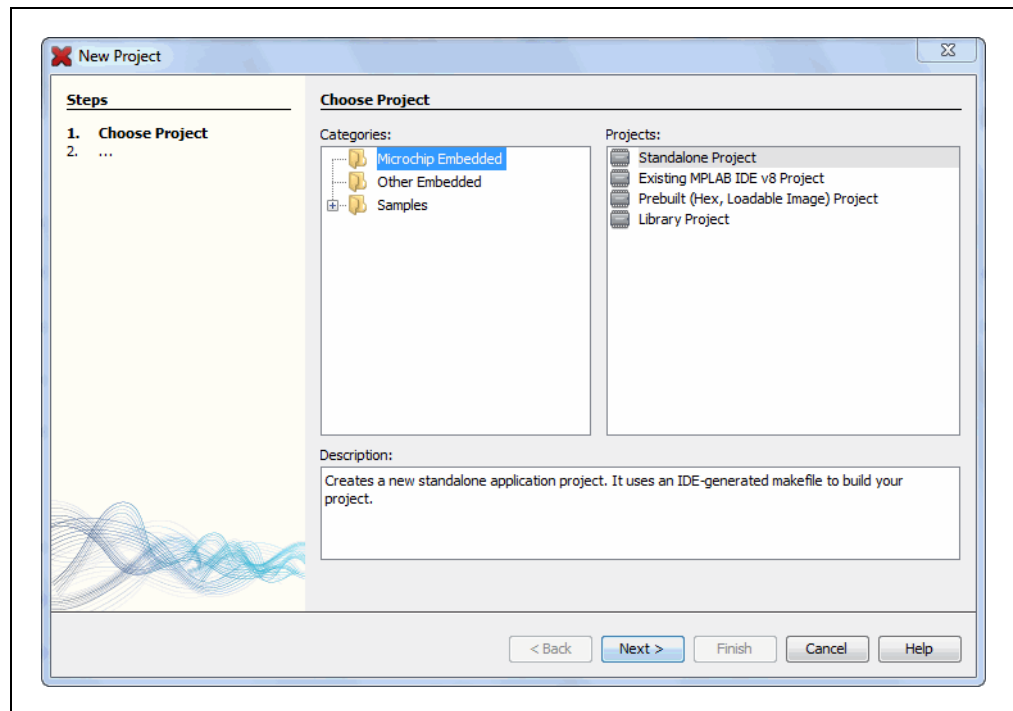 New Project
Steps
1. Choose Project
2. ...
Choose Project
Categories:
Microchip Embedded
Other Embedded
Samples
Projects:
Standalone Project
Existing MPLAB IDE v8 Project
Prebuilt (Hex, Loadable Image) Project
Library Project
Description:
Creates a new standalone application project. It uses an IDE-generated makefile to build your
project.
< Back
Next >
Finish
Cancel
Help